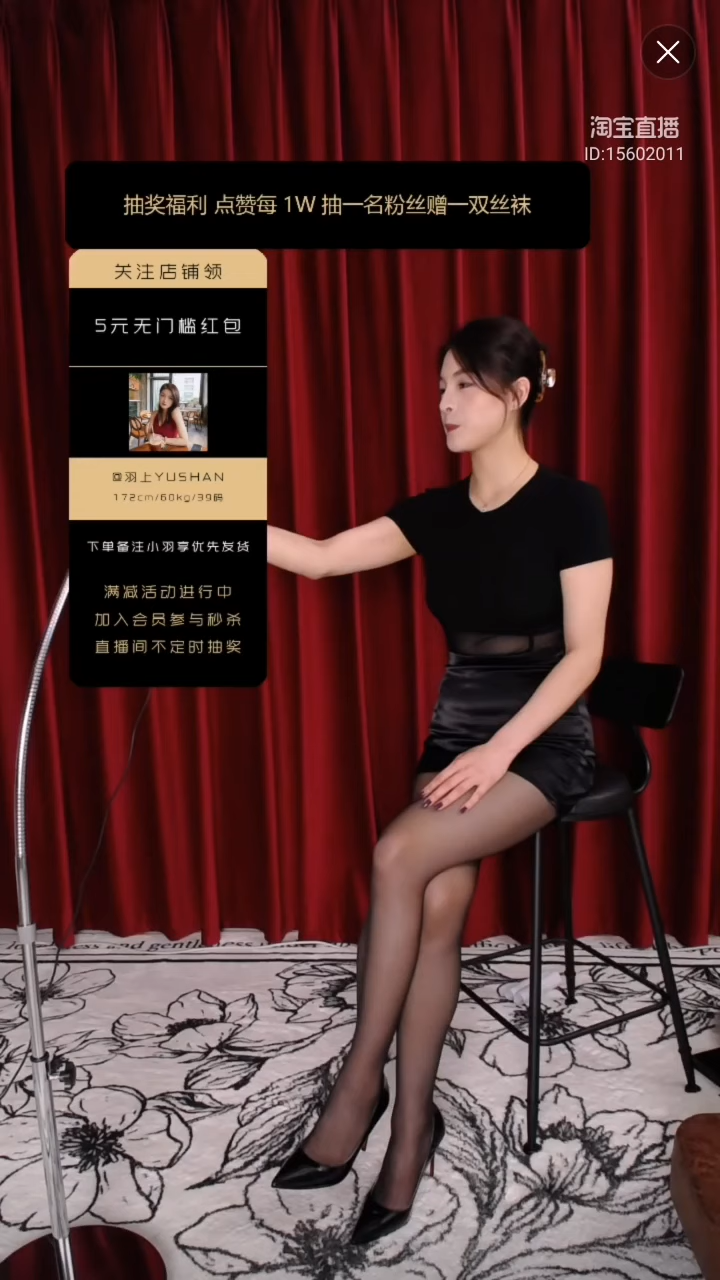 淘宝直播
ID:15602011
抽奖福利 点赞每 1W 抽一名粉丝赠一双丝袜
关注店铺领
5元无门槛红包
@羽上YUSHAN
172cm/60kg/39码
下单备注小羽享优先发货
满减活动进行中
加入会员参与秒杀
直播间不定时抽奖